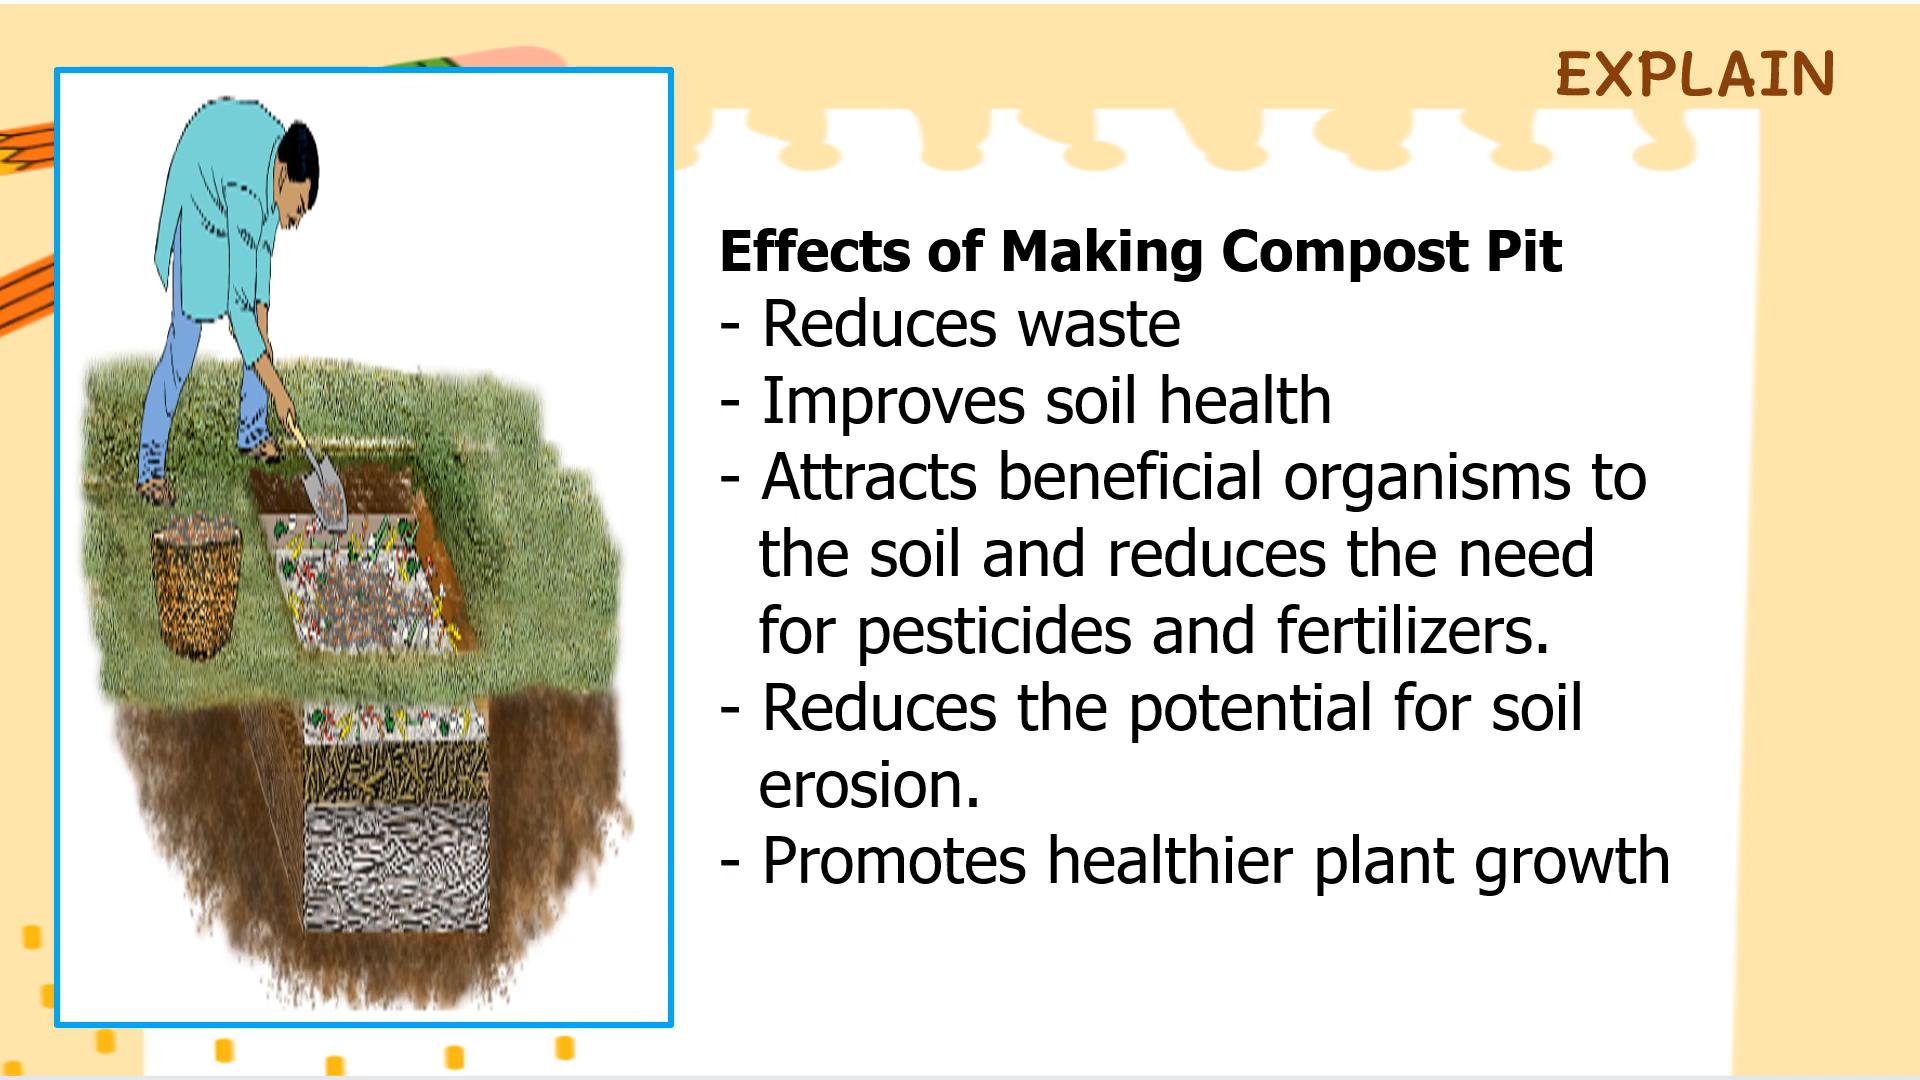 EXPLAIN
Effects of Making Compost Pit
- Reduces waste
- Improves soil health
- Attracts beneficial organisms to
the soil and reduces the need
for pesticides and fertilizers.
- Reduces the potential for soil
erosion.
- Promotes healthier plant growth